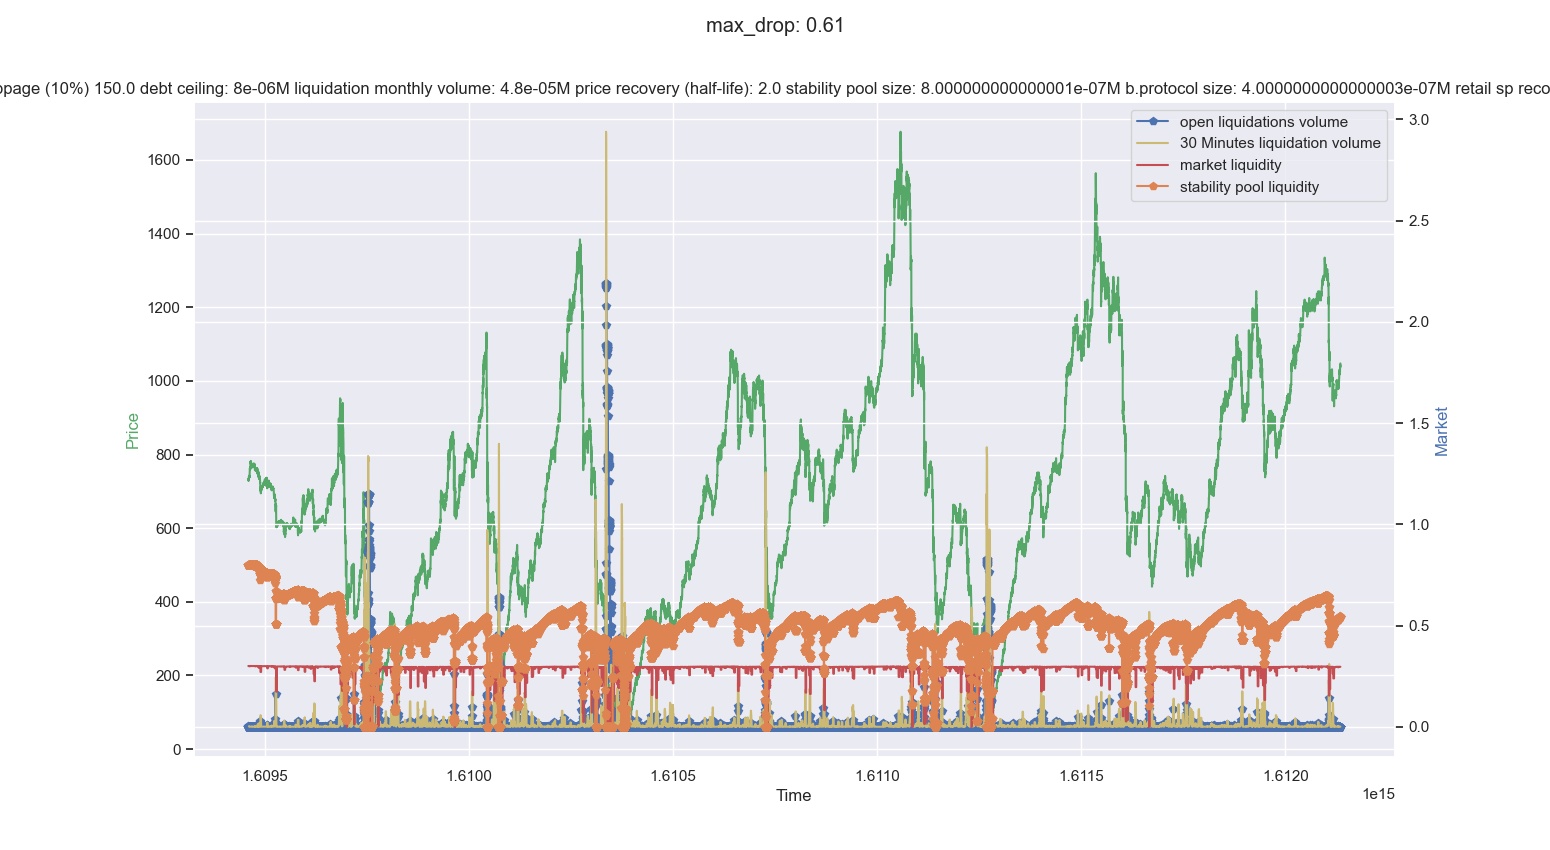 max_drop: 0.61
(10%) 150.0 debt ceiling: 8e-06M liquidation monthly volume: 4.8e-05M price recovery (half-life): 2.0 stability pool size: 8.000000000000001e-07M b.protocol size: 4.0000000000000003e-07M retail sp
open liquidations volume
30 Minutes liquidation volume
market liquidity
stability pool liquidity
1600
1400
1200
1000
800
600
400
200
0
Price
3.0
2.5
2.0
1.5
1.0
0.5
0.0
Market
1.6095 1.6100 1.6105 1.6110 1.6115 1.6120
1e15
Time